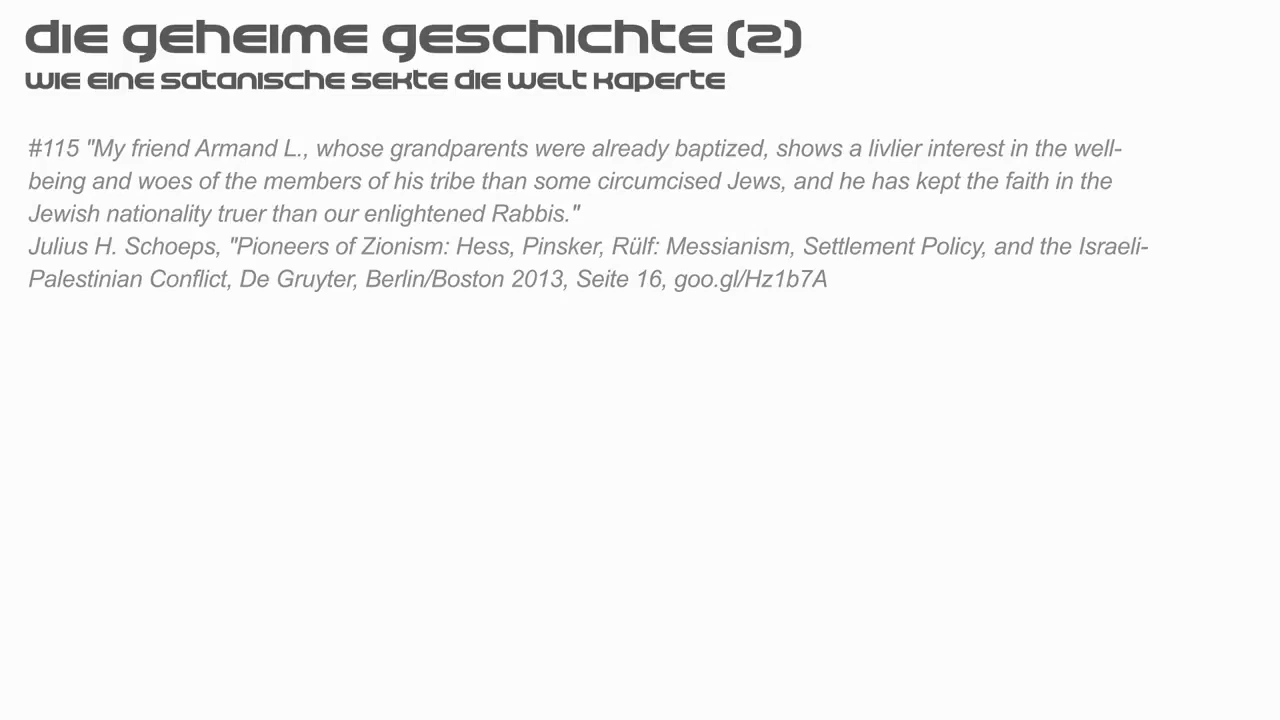 Die Geheime Geschichte (2)
Wie eine satanische Sekte die Welt kaperte
#115 "My friend Armand L., whose grandparents were already baptized, shows a livlier interest in the well-
being and woes of the members of his tribe than some circumcised Jews, and he has kept the faith in the
Jewish nationality truer than our enlightened Rabbis."
Julius H. Schoeps, "Pioneers of Zionism: Hess, Pinsker, Rülf: Messianism, Settlement Policy, and the Israeli-
Palestinian Conflict, De Gruyter, Berlin/Boston 2013, Seite 16, goo.gl/Hz1b7A